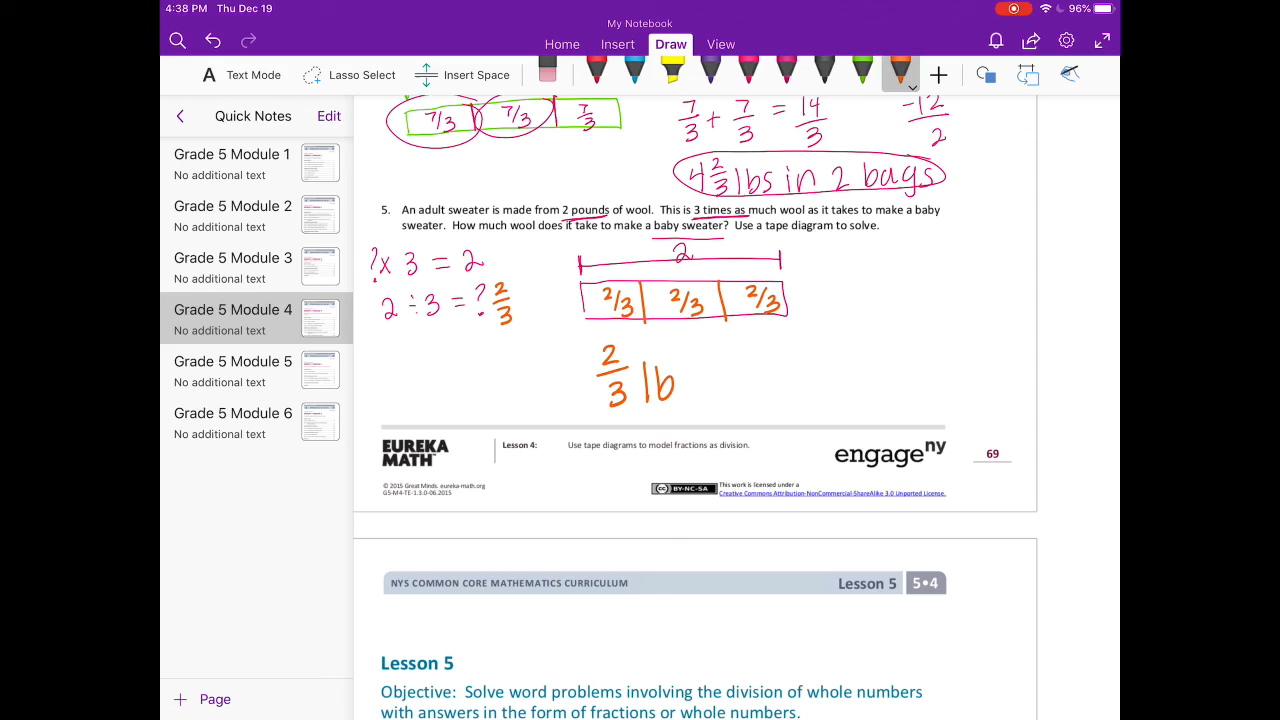 4:38 PM Thu Dec 19
96%
My Notebook
Home Insert Draw View
A Text Mode Lasso Select Insert Space
Quick Notes Edit
Grade 5 Module 1
No additional text
Grade 5 Module 2
No additional text
Grade 5 Module 3
No additional text
Grade 5 Module 4
No additional text
Grade 5 Module 5
No additional text
Grade 5 Module 6
No additional text
+ Page
7/3 7/3 7/3
7/3 + 7/3 = 14/3
-12
2
4 2/3 lbs in 2 bags
5. An adult sweater is made from 2 pounds of wool. This is 3 times as much wool as it takes to make a baby
sweater. How much wool does it take to make a baby sweater? Use a tape diagram to solve.
? x 3 = 2
2 ÷ 3 = ? 2/3
2
2/3 2/3 2/3
2/3 lb
EUREKA
MATH™
Lesson 4: Use tape diagrams to model fractions as division.
engageny
69
© 2015 Great Minds. eureka-math.org
G5-M4-TE-1.3.0-06.2015
cc BY-NC-SA
This work is licensed under a
Creative Commons Attribution-NonCommercial-ShareAlike 3.0 Unported License.
NYS COMMON CORE MATHEMATICS CURRICULUM
Lesson 5 5•4
Lesson 5
Objective: Solve word problems involving the division of whole numbers
with answers in the form of fractions or whole numbers.